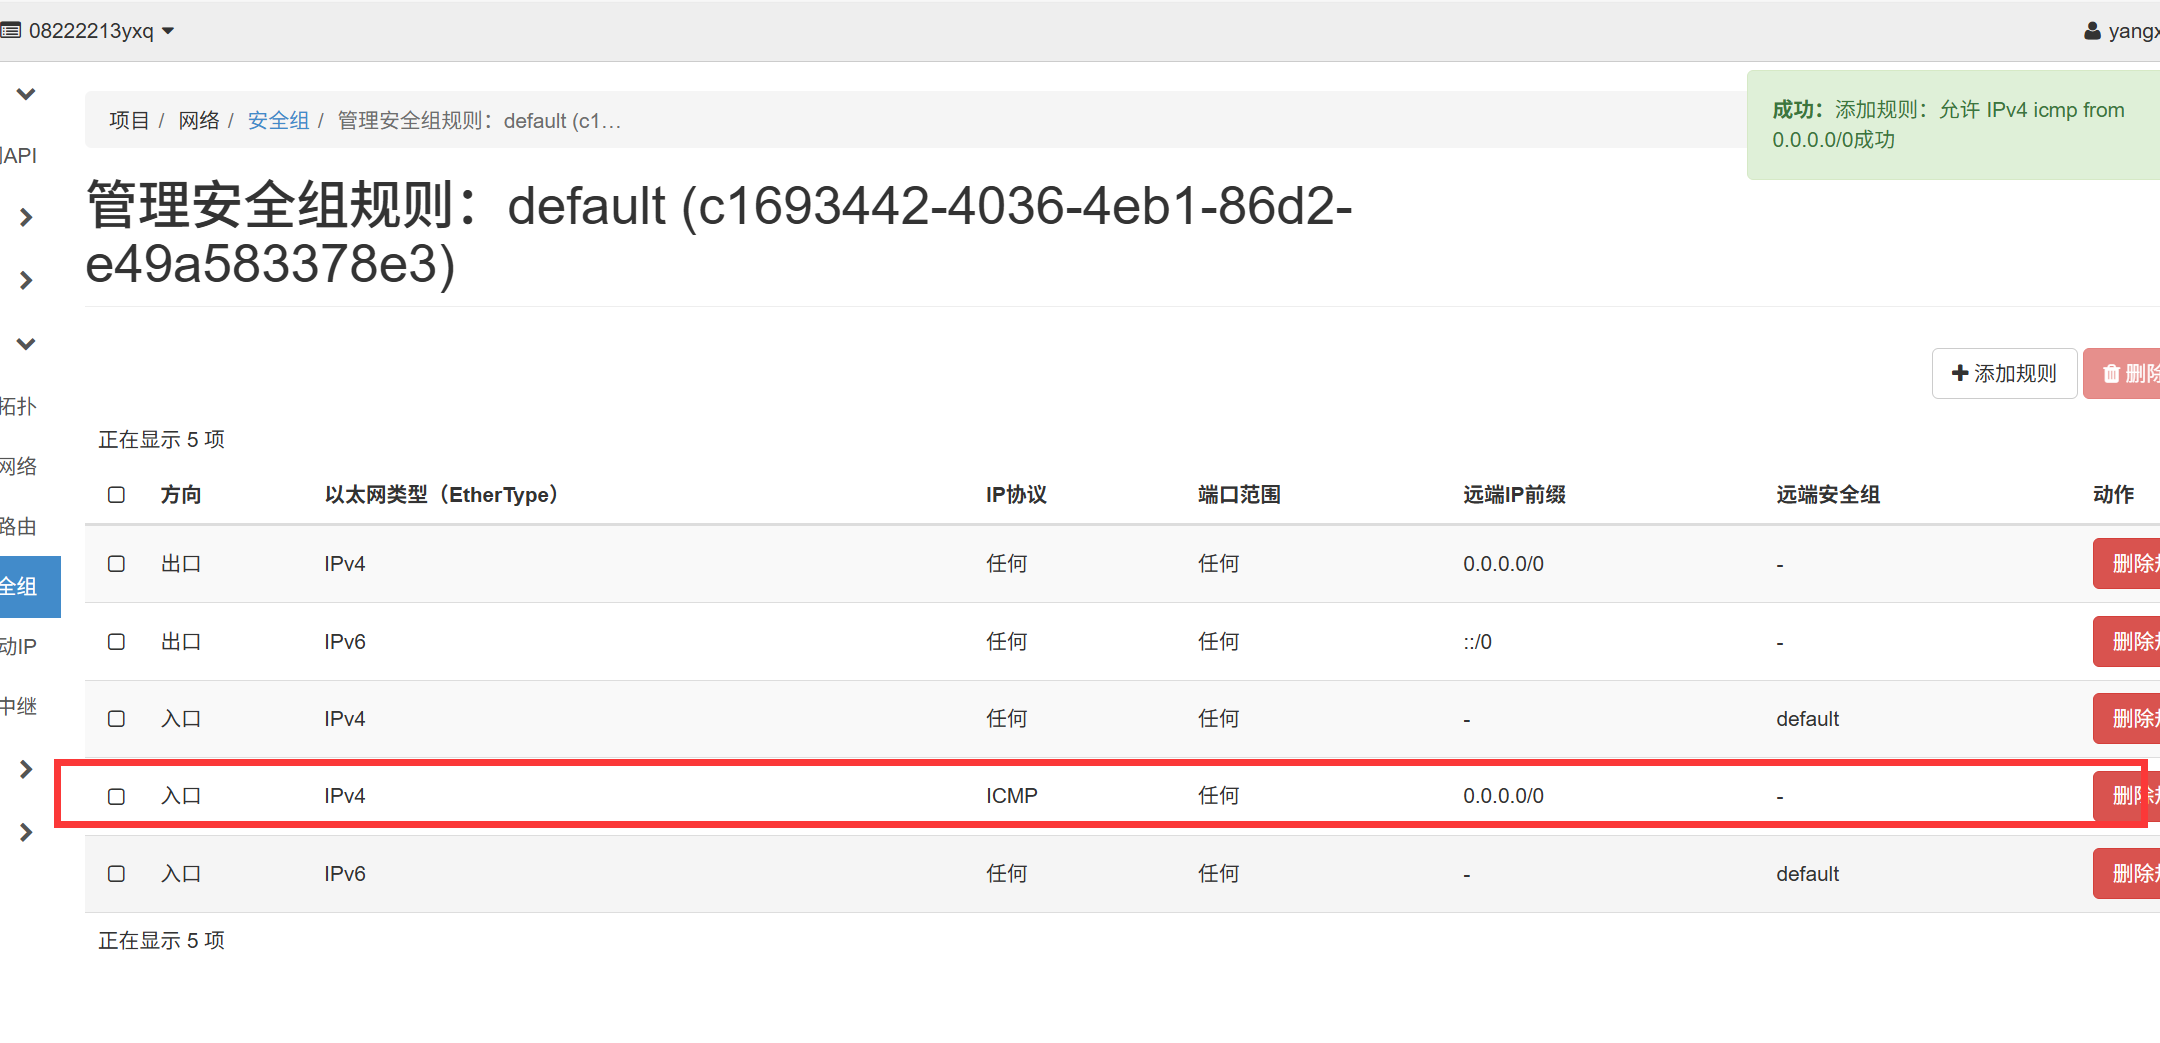 08222213yxq
yangx
API
拓扑
网络
路由
全组
动IP
中继
项目 / 网络 / 安全组 / 管理安全组规则：default (c1...
成功：添加规则：允许 IPv4 icmp from
0.0.0.0/0成功
管理安全组规则：default (c1693442-4036-4eb1-86d2-
e49a583378e3)
添加规则 删除
正在显示 5 项
方向 以太网类型（EtherType） IP协议 端口范围 远端IP前缀 远端安全组 动作
出口 IPv4 任何 任何 0.0.0.0/0 - 删除
出口 IPv6 任何 任何 ::/0 - 删除
入口 IPv4 任何 任何 - default 删除
入口 IPv4 ICMP 任何 0.0.0.0/0 - 删除
入口 IPv6 任何 任何 - default 删除
正在显示 5 项